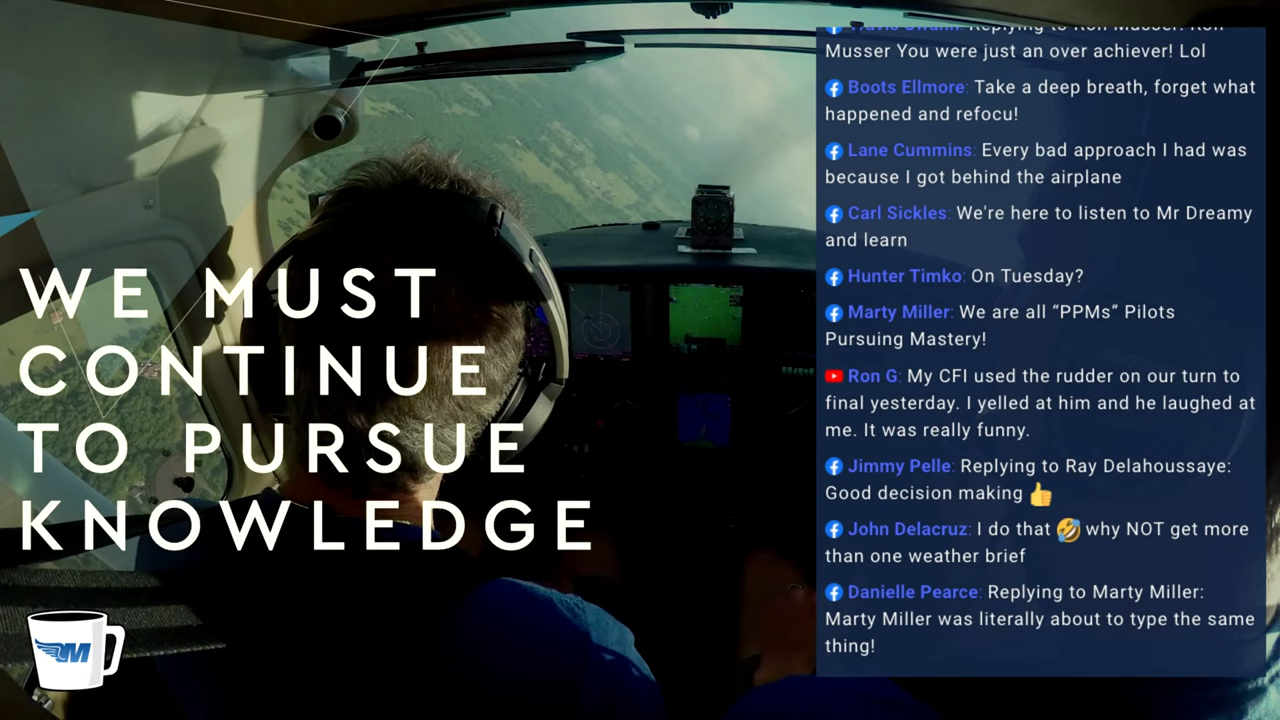 WE MUST
CONTINUE
TO PURSUE
KNOWLEDGE
M
Replying to Ron Musser: Ron
Musser You were just an over achiever! Lol
Boots Ellmore: Take a deep breath, forget what
happened and refocu!
Lane Cummins: Every bad approach I had was
because I got behind the airplane
Carl Sickles: We're here to listen to Mr Dreamy
and learn
Hunter Timko: On Tuesday?
Marty Miller: We are all “PPMs” Pilots
Pursuing Mastery!
Ron G: My CFI used the rudder on our turn to
final yesterday. I yelled at him and he laughed at
me. It was really funny.
Jimmy Pelle: Replying to Ray Delahoussaye:
Good decision making 👍
John Delacruz: I do that 🤣 why NOT get more
than one weather brief
Danielle Pearce: Replying to Marty Miller:
Marty Miller was literally about to type the same
thing!